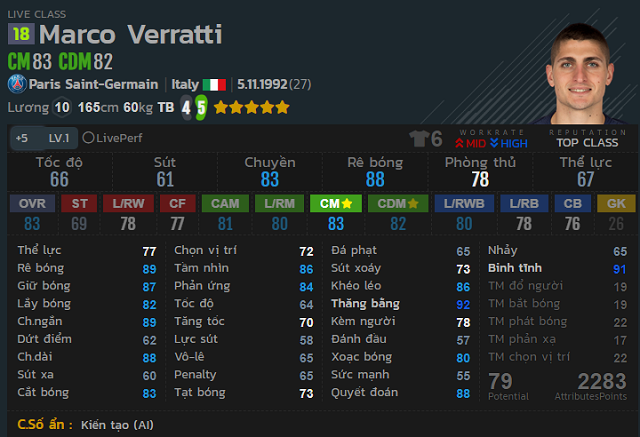 LIVE CLASS
18 Marco Verratti
CM 83 CDM 82
Paris Saint-Germain | Italy | 5.11.1992 (27)
Lương 10 165cm 60kg TB 4 5
+5 LV.1 LivePerf 6 WORKRATE MID HIGH REPUTATION TOP CLASS
Tốc độ Sút Chuyền Rê bóng Phòng thủ Thể lực
66 61 83 88 78 67
OVR ST L/RW CF CAM L/RM CM CDM L/RWB L/RB CB GK
83 69 78 77 81 80 83 82 80 78 76 26
Thể lực 77 Chọn vị trí 72 Đá phạt 65 Nhảy 65
Rê bóng 89 Tầm nhìn 86 Sút xoáy 73 Bình tĩnh 91
Giữ bóng 87 Phản ứng 84 Khéo léo 86 TM đổ người 19
Lấy bóng 82 Tốc độ 64 Thăng bằng 92 TM bắt bóng 19
Ch.ngắn 89 Tăng tốc 70 Kèm người 78 TM phát bóng 22
Dứt điểm 62 Lực sút 58 Đánh đầu 57 TM phản xạ 17
Ch.dài 88 Vô-lê 65 Xoạc bóng 80 TM chọn vị trí 22
Sút xa 60 Penalty 65 Sức mạnh 55 79 2283
Cắt bóng 83 Tạt bóng 73 Quyết đoán 88 Potential AttributesPoints
C.Số ẩn : Kiến tạo (AI)